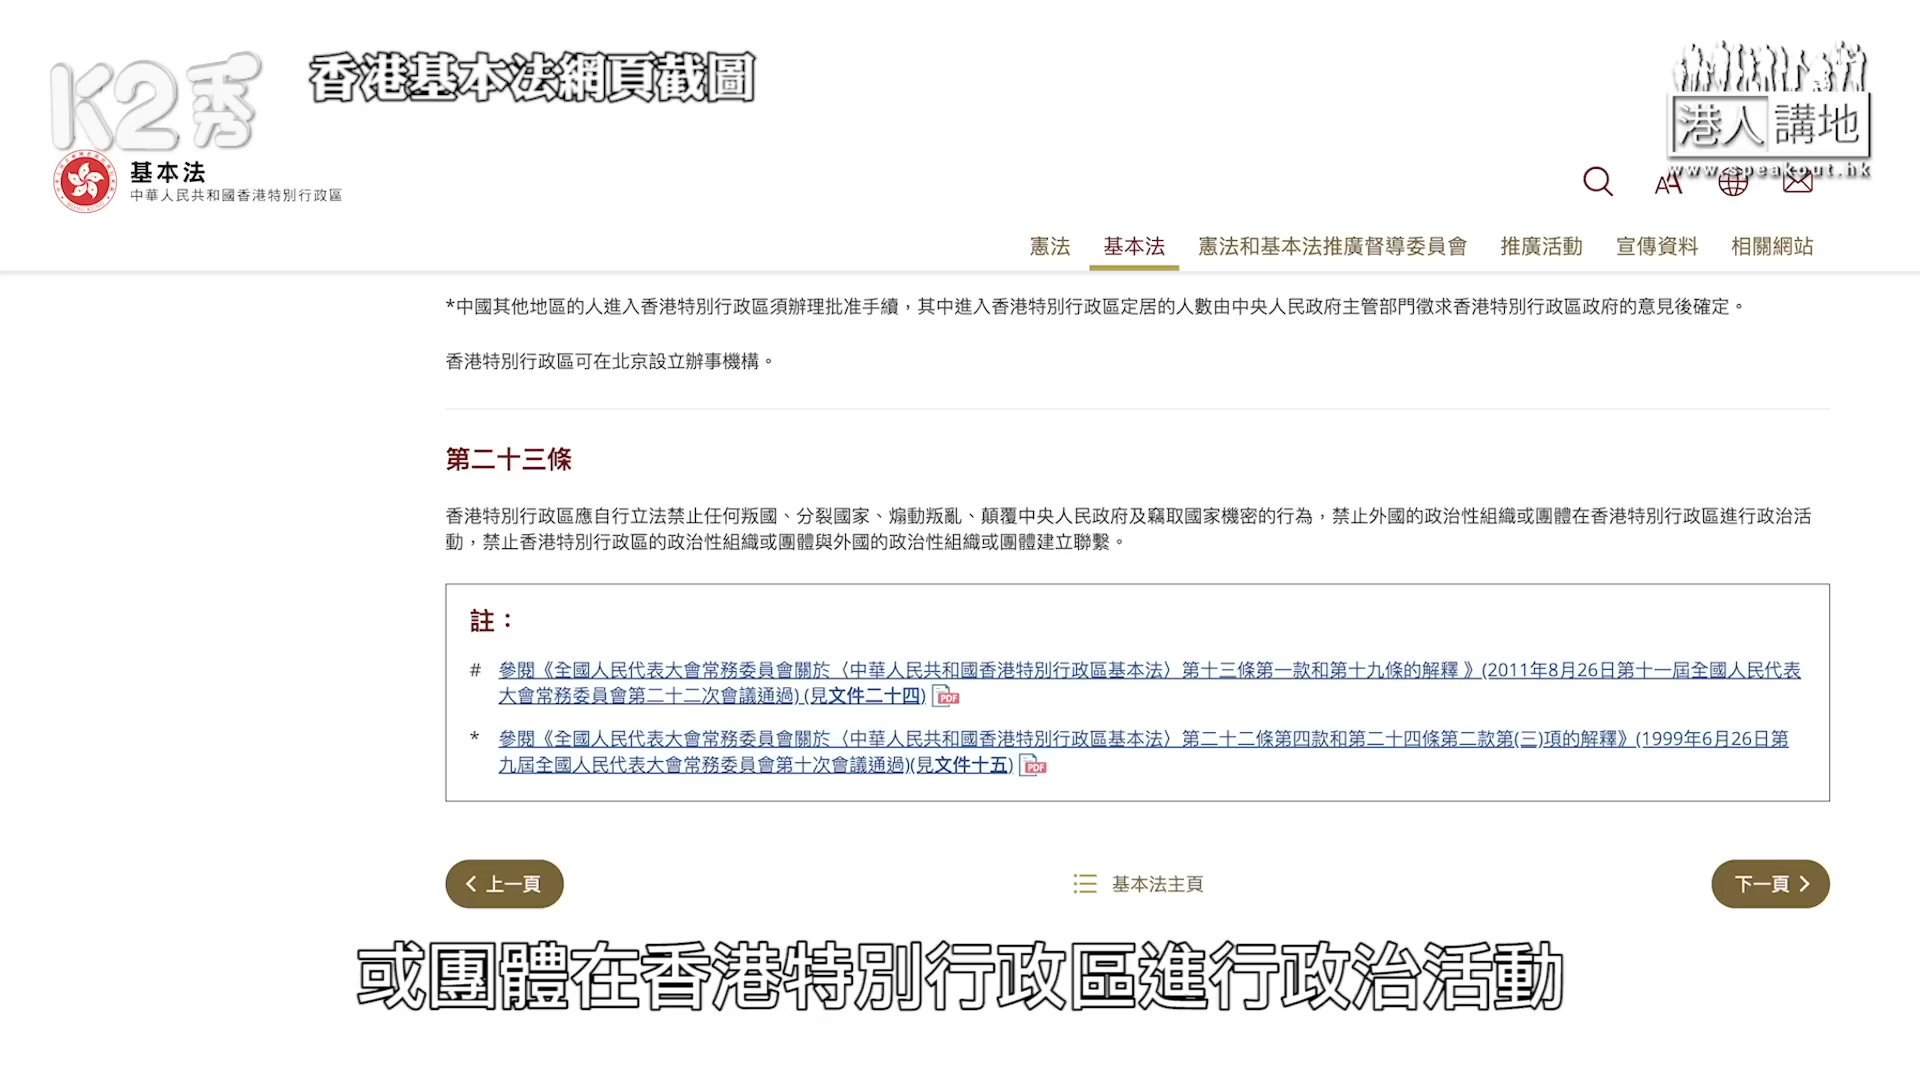 K2秀
香港基本法網頁截圖
港人講地
www.speakout.hk
基本法
中華人民共和國香港特別行政區
憲法 基本法 憲法和基本法推廣督導委員會 推廣活動 宣傳資料 相關網站
*中國其他地區的人進入香港特別行政區須辦理批准手續，其中進入香港特別行政區定居的人數由中央人民政府主管部門徵求香港特別行政區政府的意見後確定。
香港特別行政區可在北京設立辦事機構。
第二十三條
香港特別行政區應自行立法禁止任何叛國、分裂國家、煽動叛亂、顛覆中央人民政府及竊取國家機密的行為，禁止外國的政治性組織或團體在香港特別行政區進行政治活
動，禁止香港特別行政區的政治性組織或團體與外國的政治性組織或團體建立聯繫。
註：
# 參閱《全國人民代表大會常務委員會關於〈中華人民共和國香港特別行政區基本法〉第十三條第一款和第十九條的解釋 》(2011年8月26日第十一屆全國人民代表
大會常務委員會第二十二次會議通過) (見文件二十四) PDF
* 參閱《全國人民代表大會常務委員會關於〈中華人民共和國香港特別行政區基本法〉第二十二條第四款和第二十四條第二款第(三)項的解釋》(1999年6月26日第
九屆全國人民代表大會常務委員會第十次會議通過)(見文件十五) PDF
上一頁 基本法主頁 下一頁
或團體在香港特別行政區進行政治活動